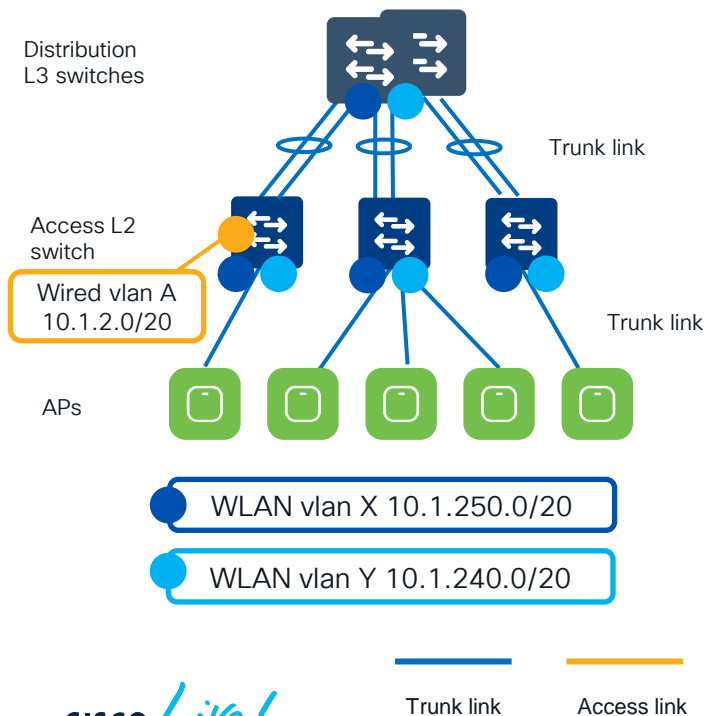 Distribution
L3 switches
Trunk link
Access L2
switch
Wired vlan A
10.1.2.0/20
Trunk link
APs
WLAN vlan X 10.1.250.0/20
WLAN vlan Y 10.1.240.0/20
Trunk link
Access link